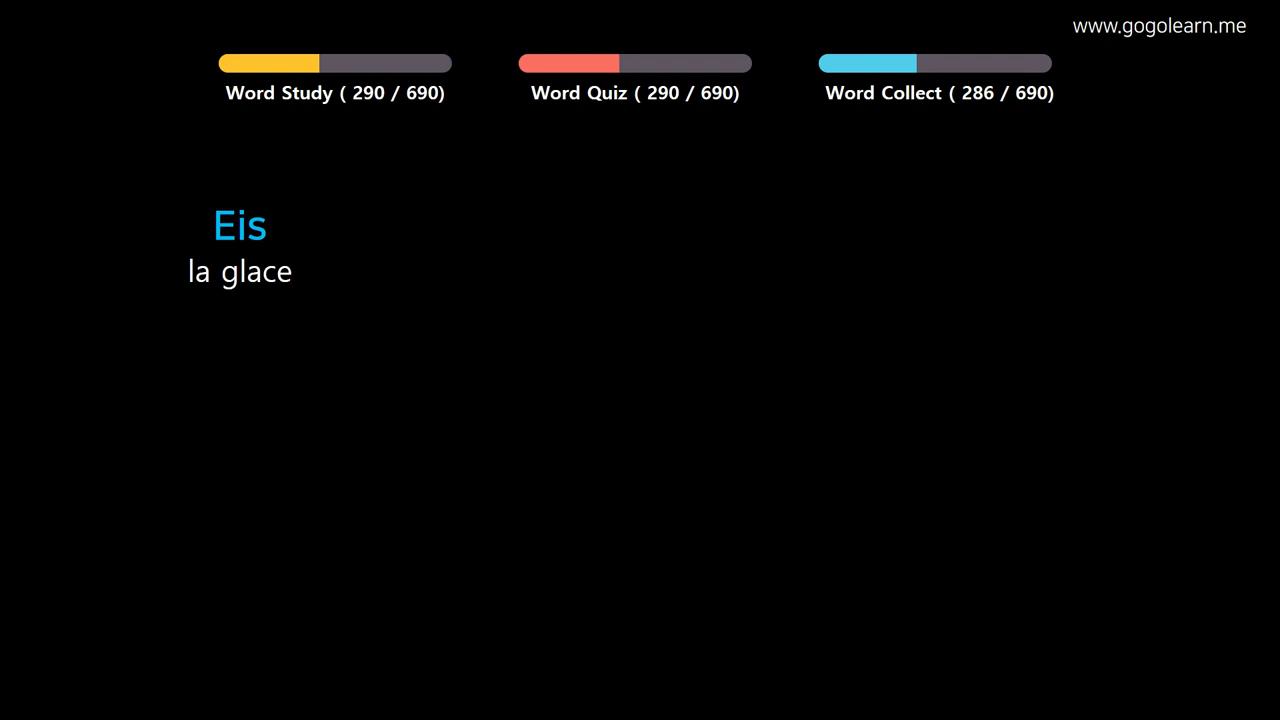 www.gogolearn.me
Word Study ( 290 / 690)
Word Quiz ( 290 / 690)
Word Collect ( 286 / 690)
Eis
la glace